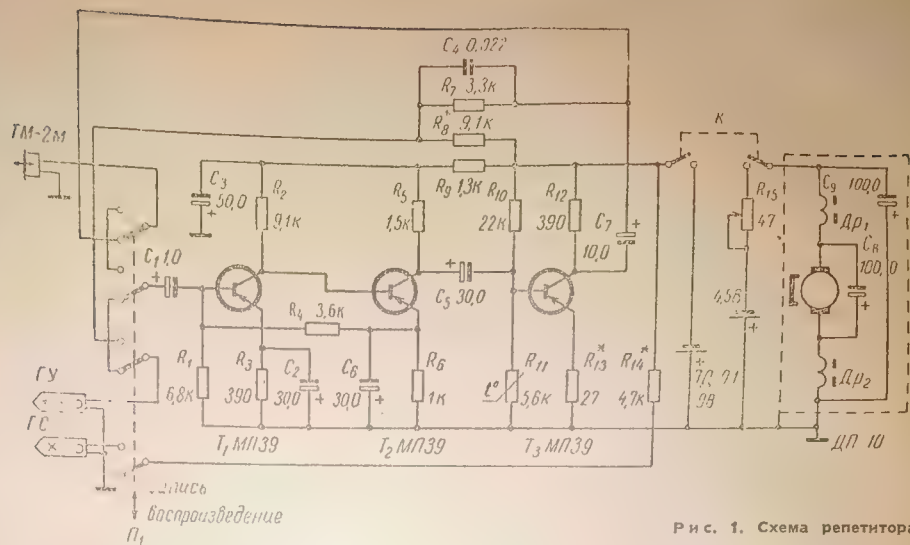 C₄ 0,022
R₇ 3,3к
R₈* 9,1к
ТМ-2М
C₃ 50,0
R₂ 9,1к
R₅ 1,5к
R₉ 1,3к
R₁₀ 22к
R₁₂ 390
C₇ 10,0
К
R₁₅ 47
4,5В
C₉ 100,0
Др₁
C₈ 100,0
Др₂
ДП 10
C₁ 1,0
R₄ 3,6к
C₅ 30,0
R₁ 6,8к
R₃ 390
C₂ 30,0
C₆ 30,0
R₆ 1к
R₁₁ 5,6к
t°
R₁₃* 27
R₁₄* 4,7к
9В
ГУ
ГС
T₁ МП39
T₂ МП39
T₃ МП39
Запись
Воспроизведение
П₁
Рис. 1. Схема репетитора